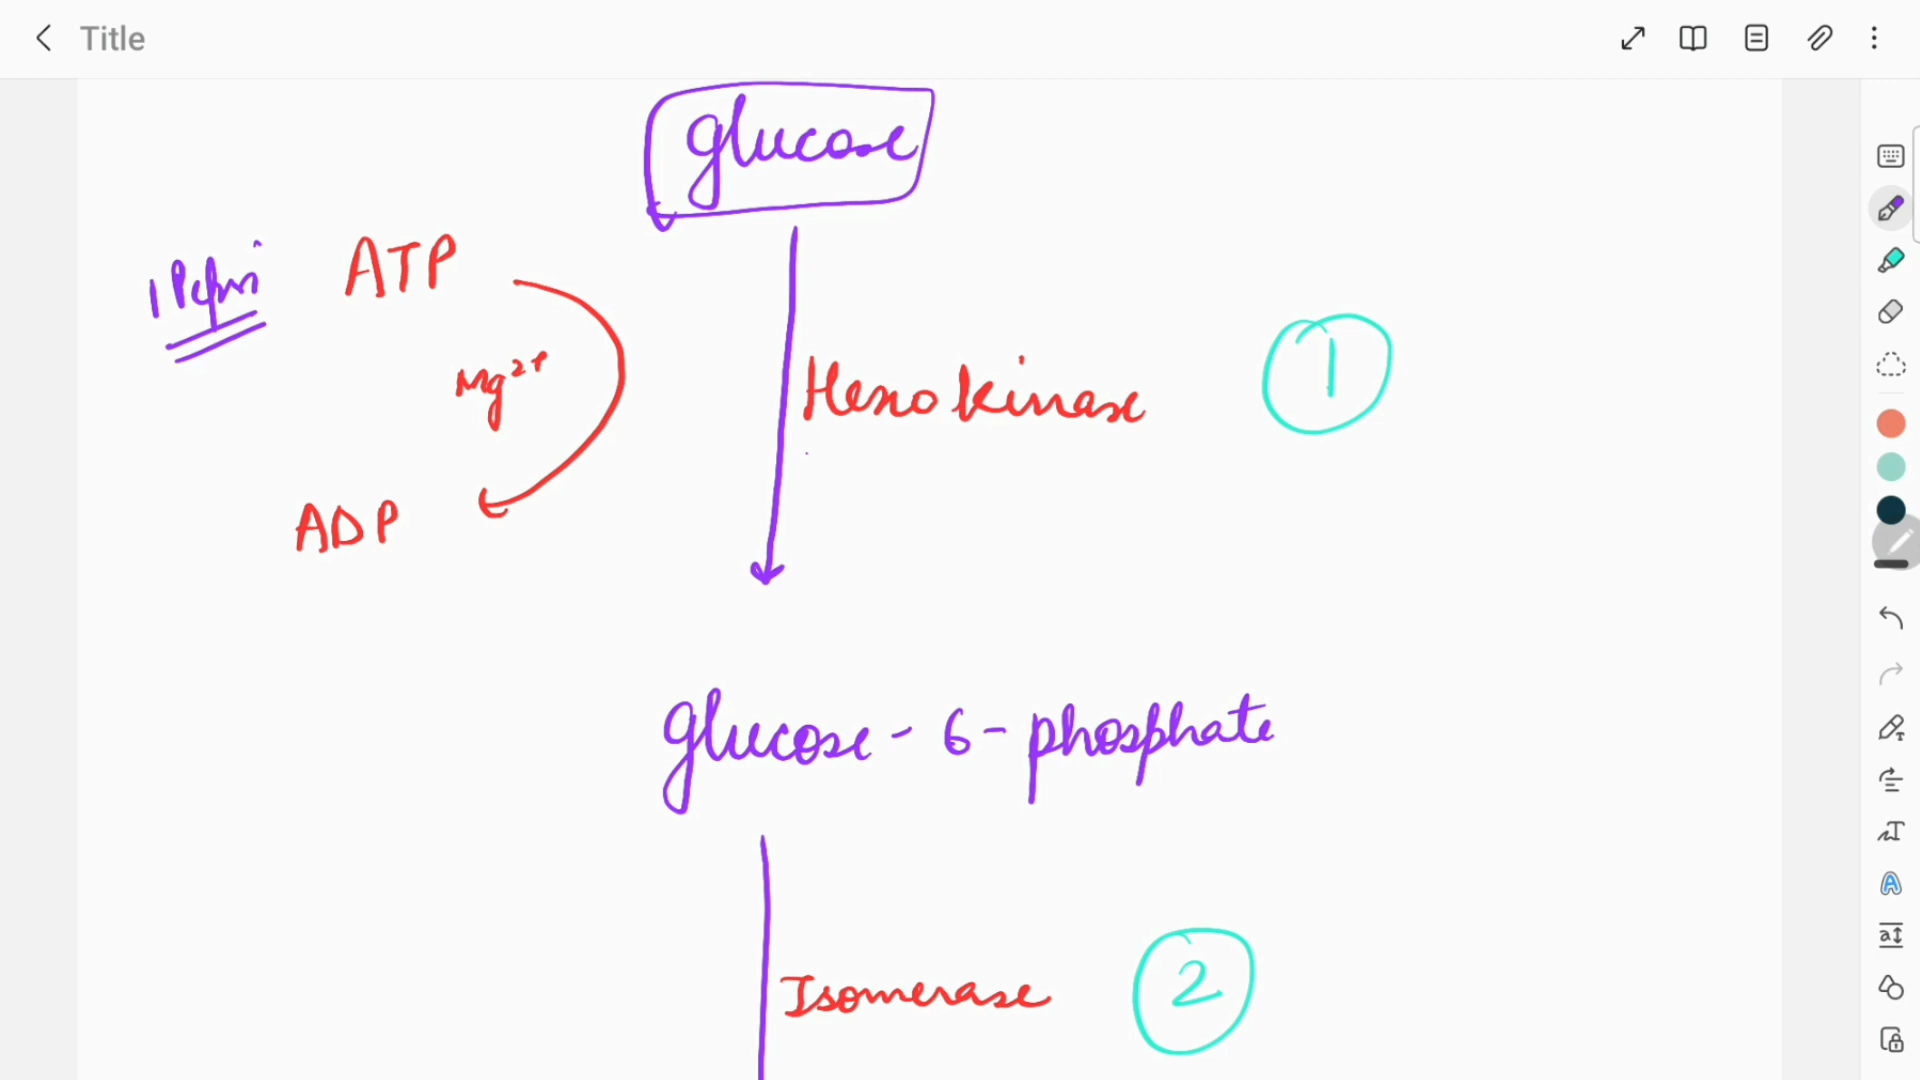 Title
glucose
ATP
Mg²⁺
Hexokinase
1
ADP
glucose - 6 - phosphate
Isomerase
2